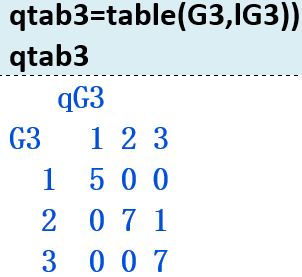 qtab3=table(G3,lG3))
qtab3
qG3
G3 1 2 3
1 5 0 0
2 0 7 1
3 0 0 7